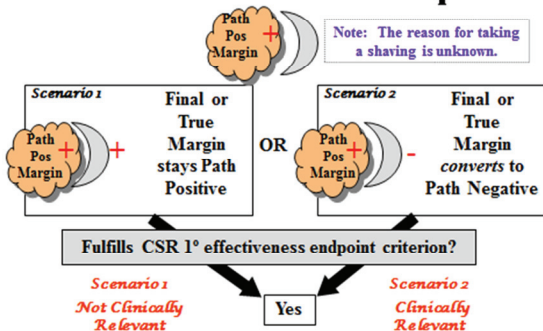 Path
Pos
Margin
+
Note: The reason for taking
a shaving is unknown.
Scenario 1
Final or
True
Margin
stays Path
Positive
Path
Pos
Margin
+
+
OR
Scenario 2
Final or
True
Margin
converts to
Path Negative
Path
Pos
Margin
+
-
Fulfills CSR 1º effectiveness endpoint criterion?
Scenario 1
Not Clinically
Relevant
Yes
Scenario 2
Clinically
Relevant